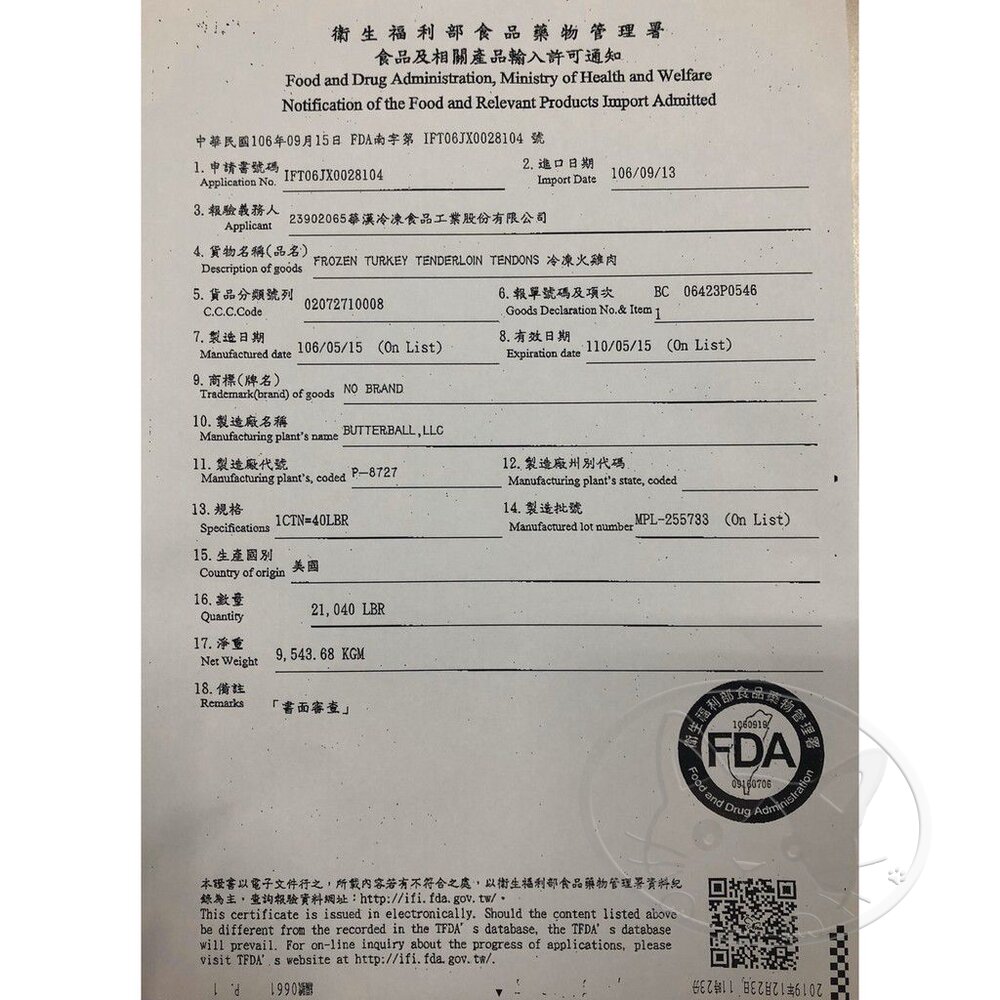 衛生福利部食品藥物管理署
食品及相關產品輸入許可通知
Food and Drug Administration, Ministry of Health and Welfare
Notification of the Food and Relevant Products Import Admitted
中華民國106年09月15日 FDA南字第 IFT06JX0028104 號
1. 申請書號碼 IFT06JX0028104 2. 進口日期 106/09/13
Application No. Import Date
3. 報驗義務人 23902065華漢冷凍食品工業股份有限公司
Applicant
4. 貨物名稱(品名) FROZEN TURKEY TENDERLOIN TENDONS 冷凍火雞肉
Description of goods
5. 貨品分類號列 02072710008 6. 報單號碼及項次 BC 06423P0546
C.C.C.Code Goods Declaration No.& Item 1
7. 製造日期 106/05/15 (On List) 8. 有效日期 110/05/15 (On List)
Manufactured date Expiration date
9. 商標(牌名) NO BRAND
Trademark(brand) of goods
10. 製造廠名稱 BUTTERBALL,LLC
Manufacturing plant's name
11. 製造廠代號 P-8727 12. 製造廠州別代碼
Manufacturing plant's, coded Manufacturing plant's state, coded
13. 規格 1CTN=40LBR 14. 製造批號 MPL-255733 (On List)
Specifications Manufactured lot number
15. 生產國別 美國
Country of origin
16. 數量 21,040 LBR
Quantity
17. 淨重 9,543.68 KGM
Net Weight
18. 備註 「書面審查」
Remarks
衛生福利部食品藥物管理署
1060919
FDA
09160706
Food and Drug Administration
本證書以電子文件行之，所載內容若有不符合之處，以衛生福利部食品藥物管理署資料紀
錄為主，查詢報驗資料網址：http://ifi.fda.gov.tw/。
This certificate is issued in electronically. Should the content listed above
be different from the recorded in the TFDA's database, the TFDA's database
will prevail. For on-line inquiry about the progress of applications, please
visit TFDA's website at http://ifi.fda.gov.tw/.
2019年12月23日 11時23分
P. 1